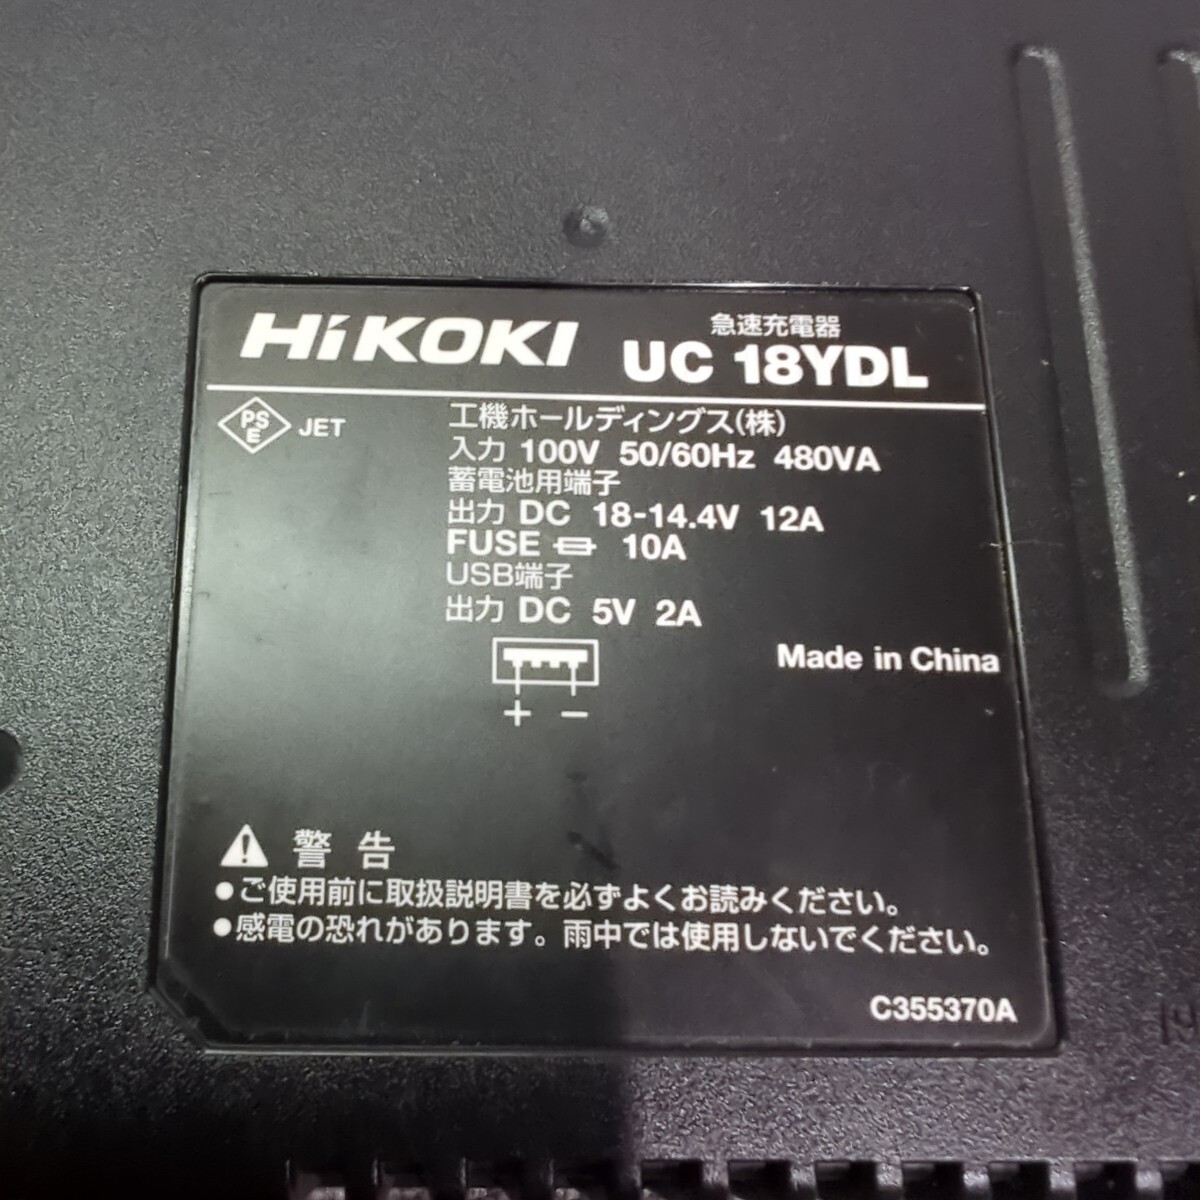 HiKOKI 急速充電器
UC 18YDL
PSE JET
工機ホールディングス(株)
入力 100V 50/60Hz 480VA
蓄電池用端子
出力 DC 18-14.4V 12A
FUSE 10A
USB端子
出力 DC 5V 2A
+ −
Made in China
警告
●ご使用前に取扱説明書を必ずよくお読みください。
●感電の恐れがあります。雨中では使用しないでください。
C355370A